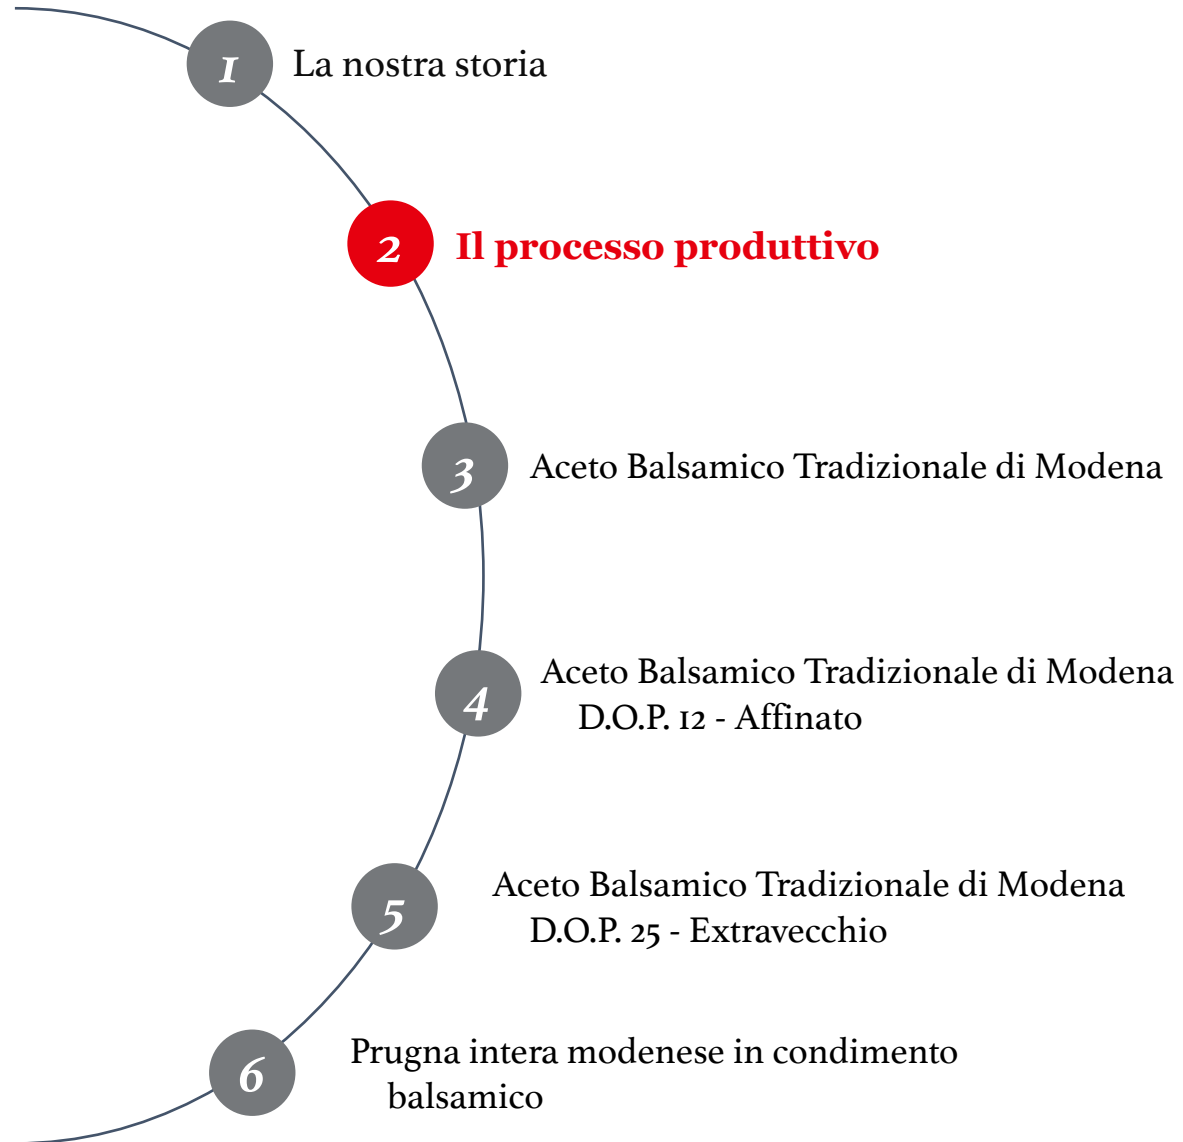 1 La nostra storia
2 Il processo produttivo
3 Aceto Balsamico Tradizionale di Modena
4 Aceto Balsamico Tradizionale di Modena
D.O.P. 12 - Affinato
5 Aceto Balsamico Tradizionale di Modena
D.O.P. 25 - Extravecchio
6 Prugna intera modenese in condimento
balsamico